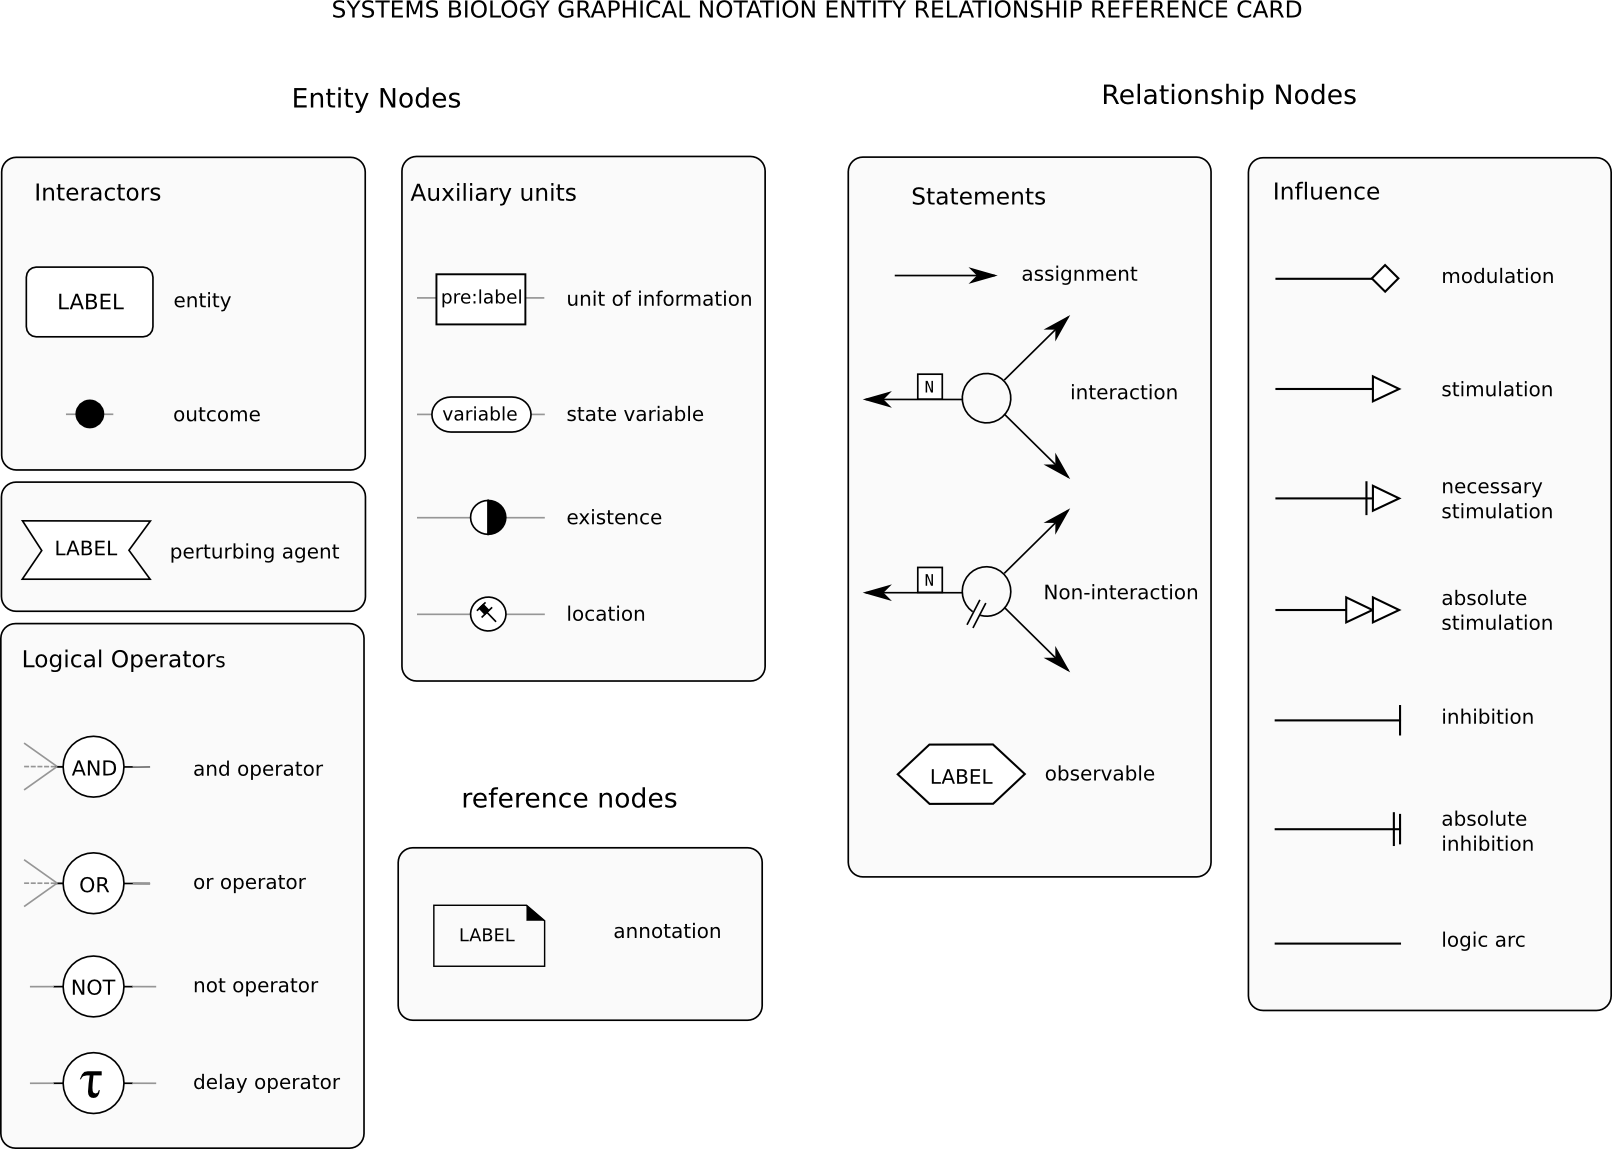 SYSTEMS BIOLOGY GRAPHICAL NOTATION ENTITY RELATIONSHIP REFERENCE CARD
Entity Nodes
Interactors
LABEL
entity
outcome
LABEL
perturbing agent
Logical Operators
AND
and operator
OR
or operator
NOT
not operator
τ
delay operator
Auxiliary units
pre:label
unit of information
variable
state variable
existence
location
reference nodes
LABEL
annotation
Relationship Nodes
Statements
assignment
N
interaction
N
Non-interaction
LABEL
observable
Influence
modulation
stimulation
necessary
stimulation
absolute
stimulation
inhibition
absolute
inhibition
logic arc